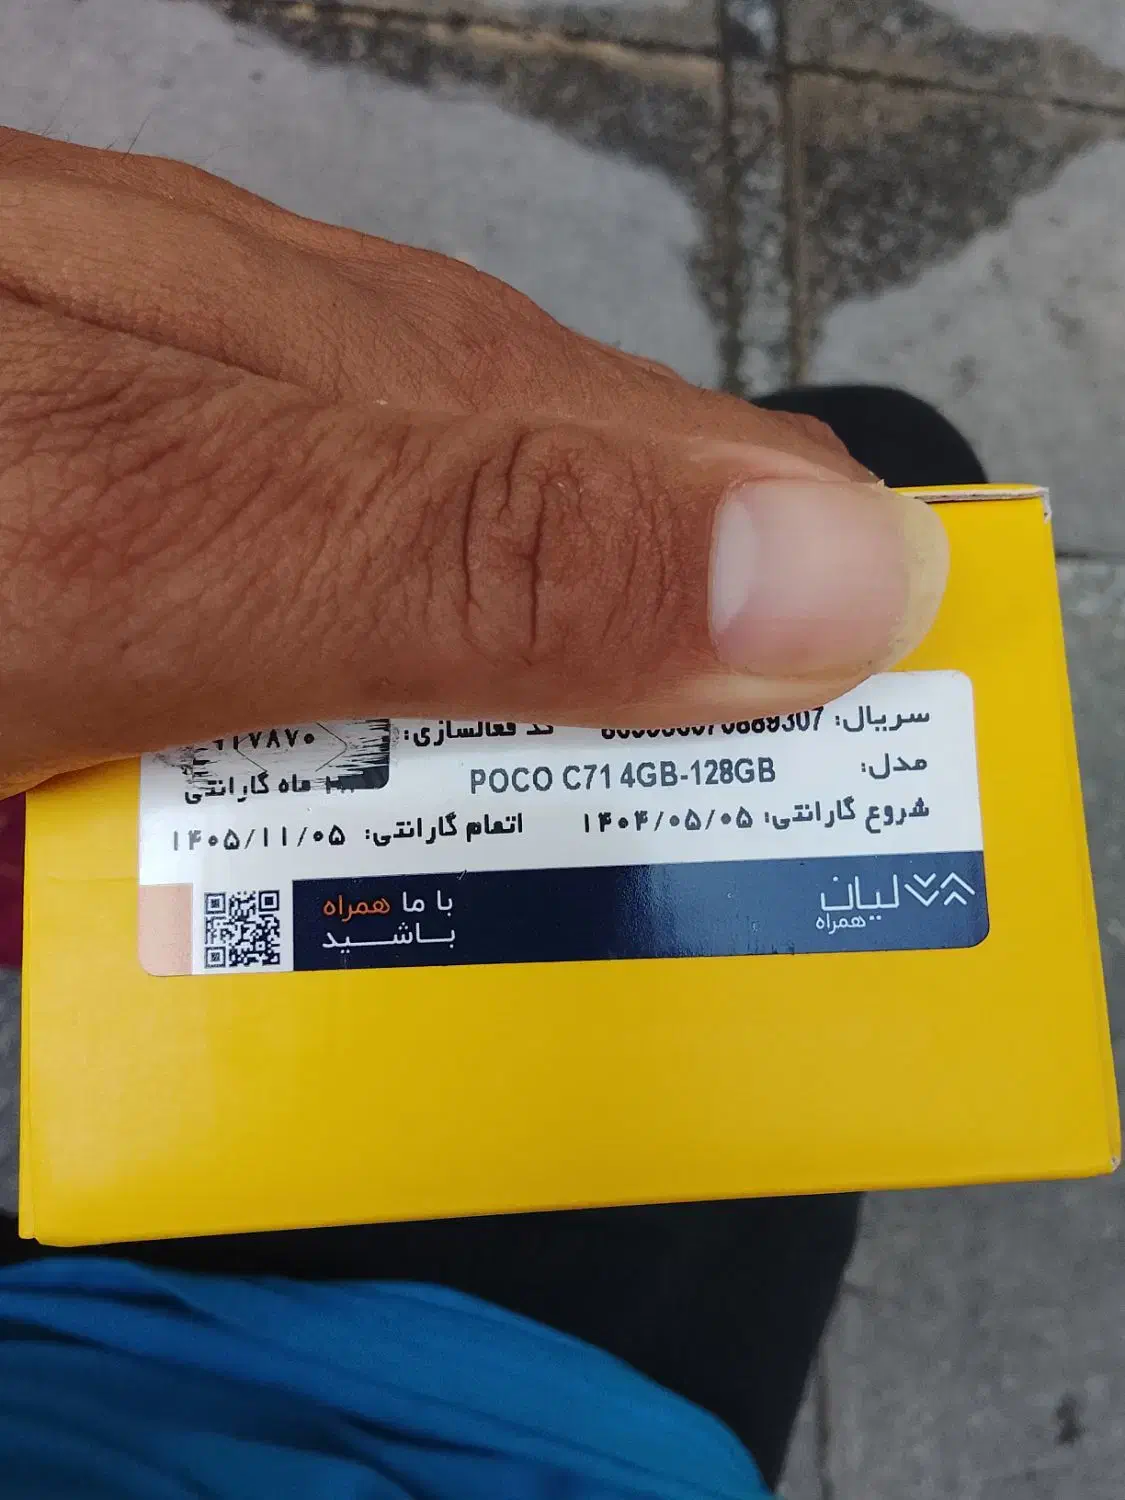 سریال:
کد فعالسازی:
مدل: POCO C71 4GB-128GB
ماه گارانتی
شروع گارانتی: ۱۴۰۴/۰۵/۰۵ اتمام گارانتی: ۱۴۰۵/۱۱/۰۵
لیان
همراه
با ما همراه
باشید